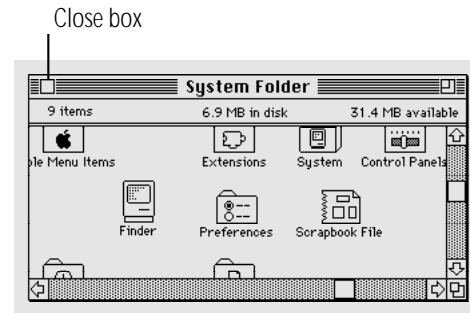 Close box
System Folder
9 items 6.9 MB in disk 31.4 MB available
ple Menu Items Extensions System Control Panels
Finder Preferences Scrapbook File